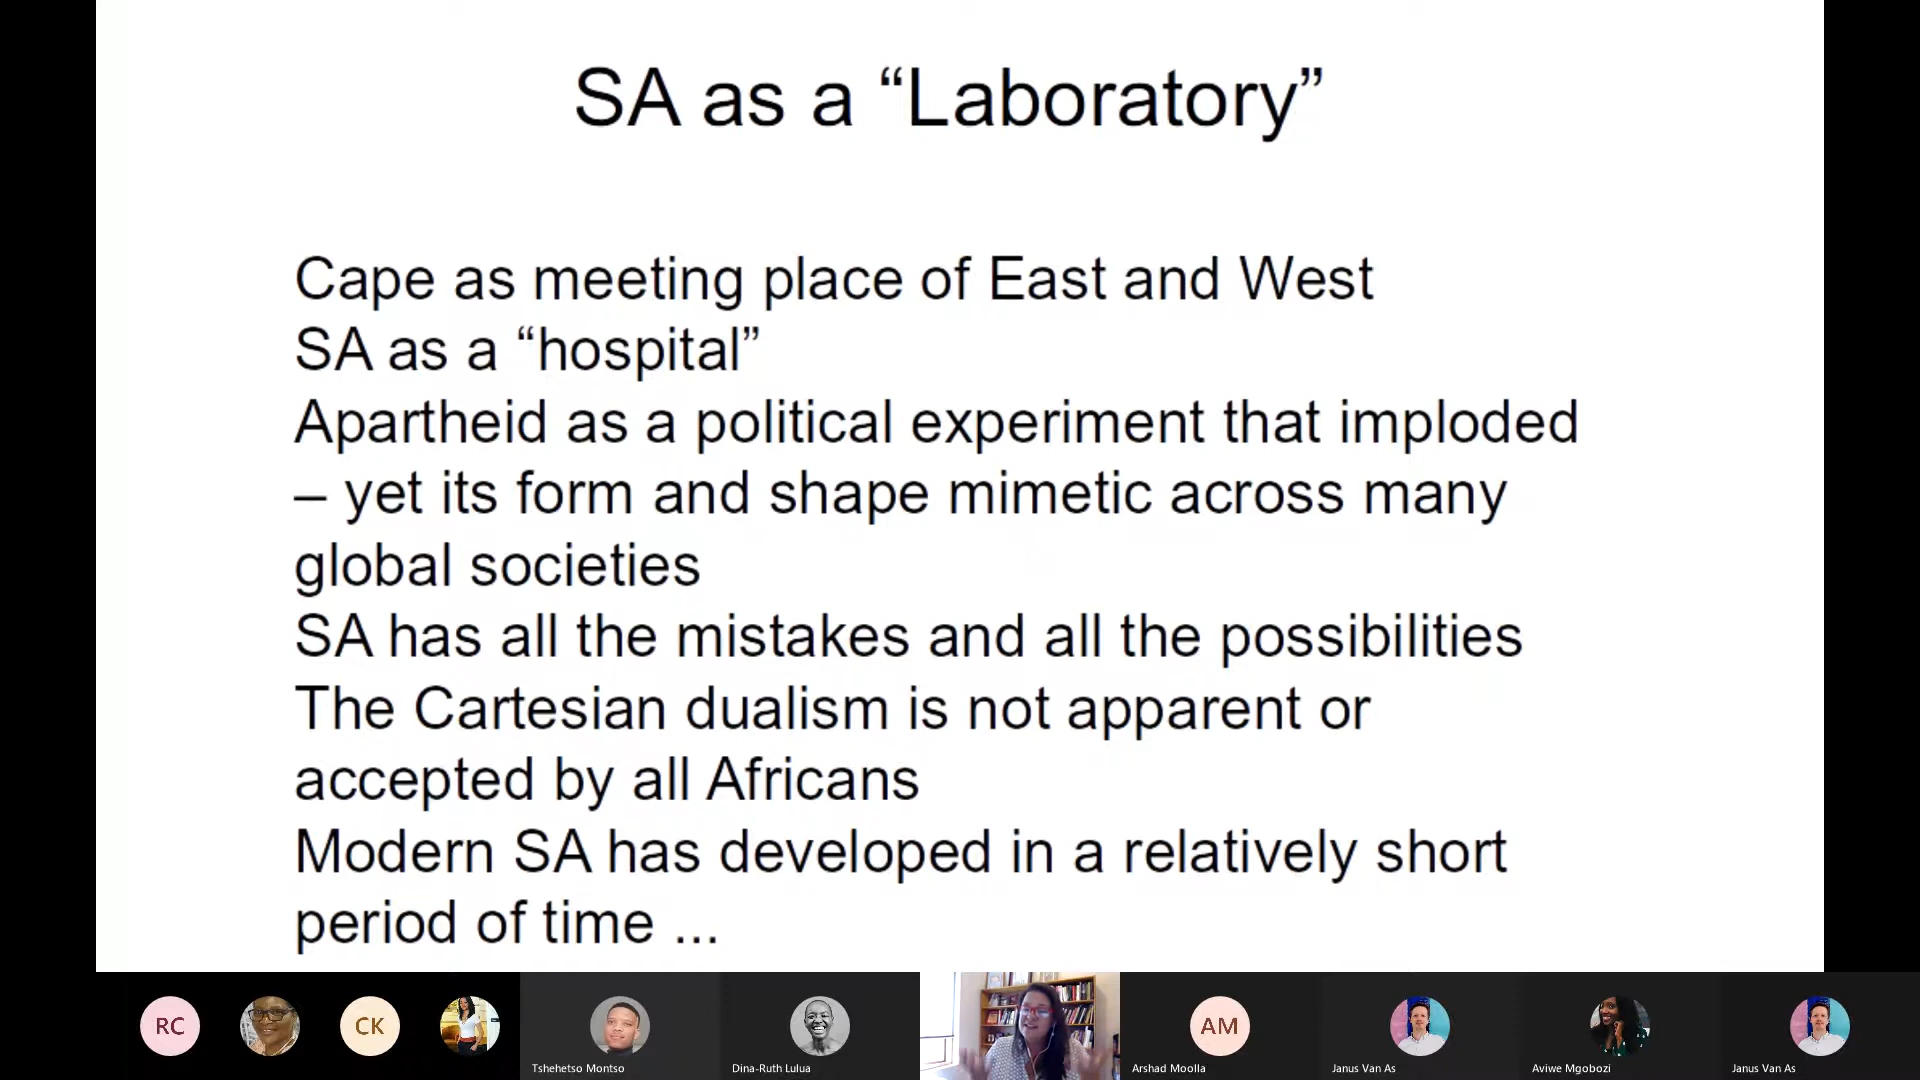 SA as a “Laboratory”
Cape as meeting place of East and West
SA as a “hospital”
Apartheid as a political experiment that imploded
– yet its form and shape mimetic across many
global societies
SA has all the mistakes and all the possibilities
The Cartesian dualism is not apparent or
accepted by all Africans
Modern SA has developed in a relatively short
period of time ...
RC
CK
Tshehetso Montso
Dina-Ruth Lulua
AM
Arshad Moolla
Janus Van As
Aviwe Mgobozi
Janus Van As